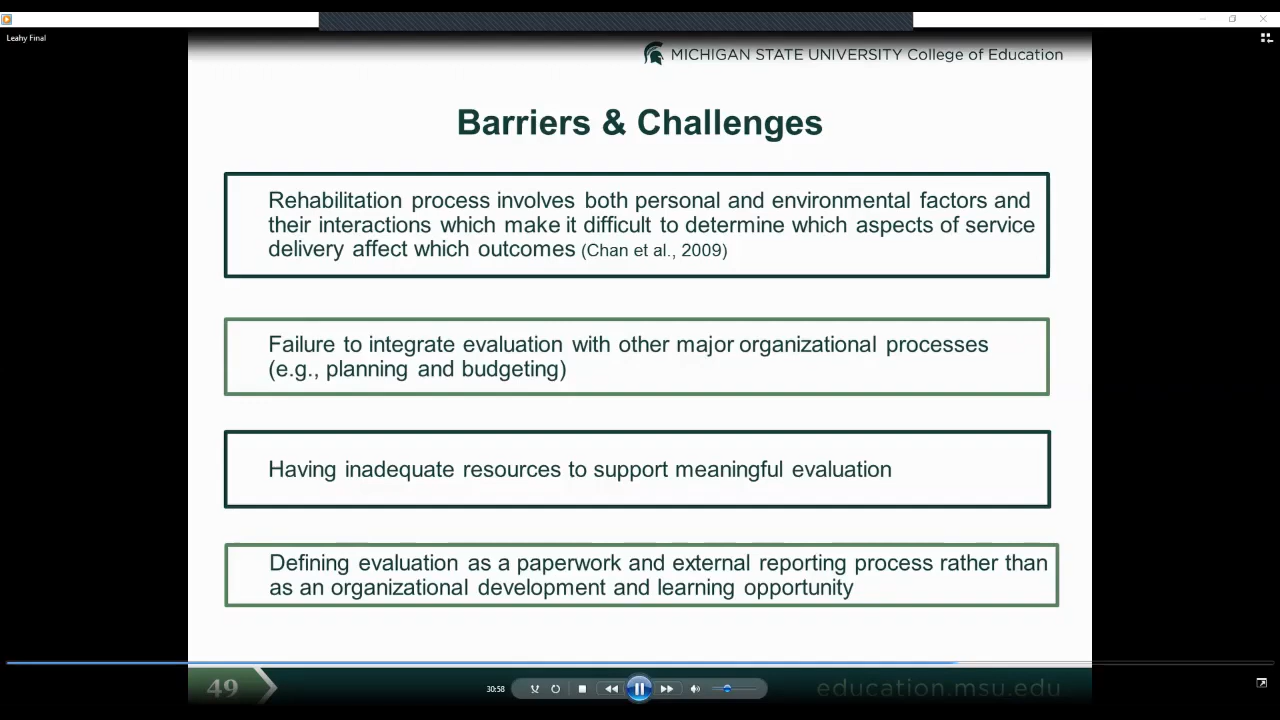 Leahy Final
MICHIGAN STATE UNIVERSITY College of Education
Barriers & Challenges
Rehabilitation process involves both personal and environmental factors and
their interactions which make it difficult to determine which aspects of service
delivery affect which outcomes (Chan et al., 2009)
Failure to integrate evaluation with other major organizational processes
(e.g., planning and budgeting)
Having inadequate resources to support meaningful evaluation
Defining evaluation as a paperwork and external reporting process rather than
as an organizational development and learning opportunity
49
30:58
education.msu.edu